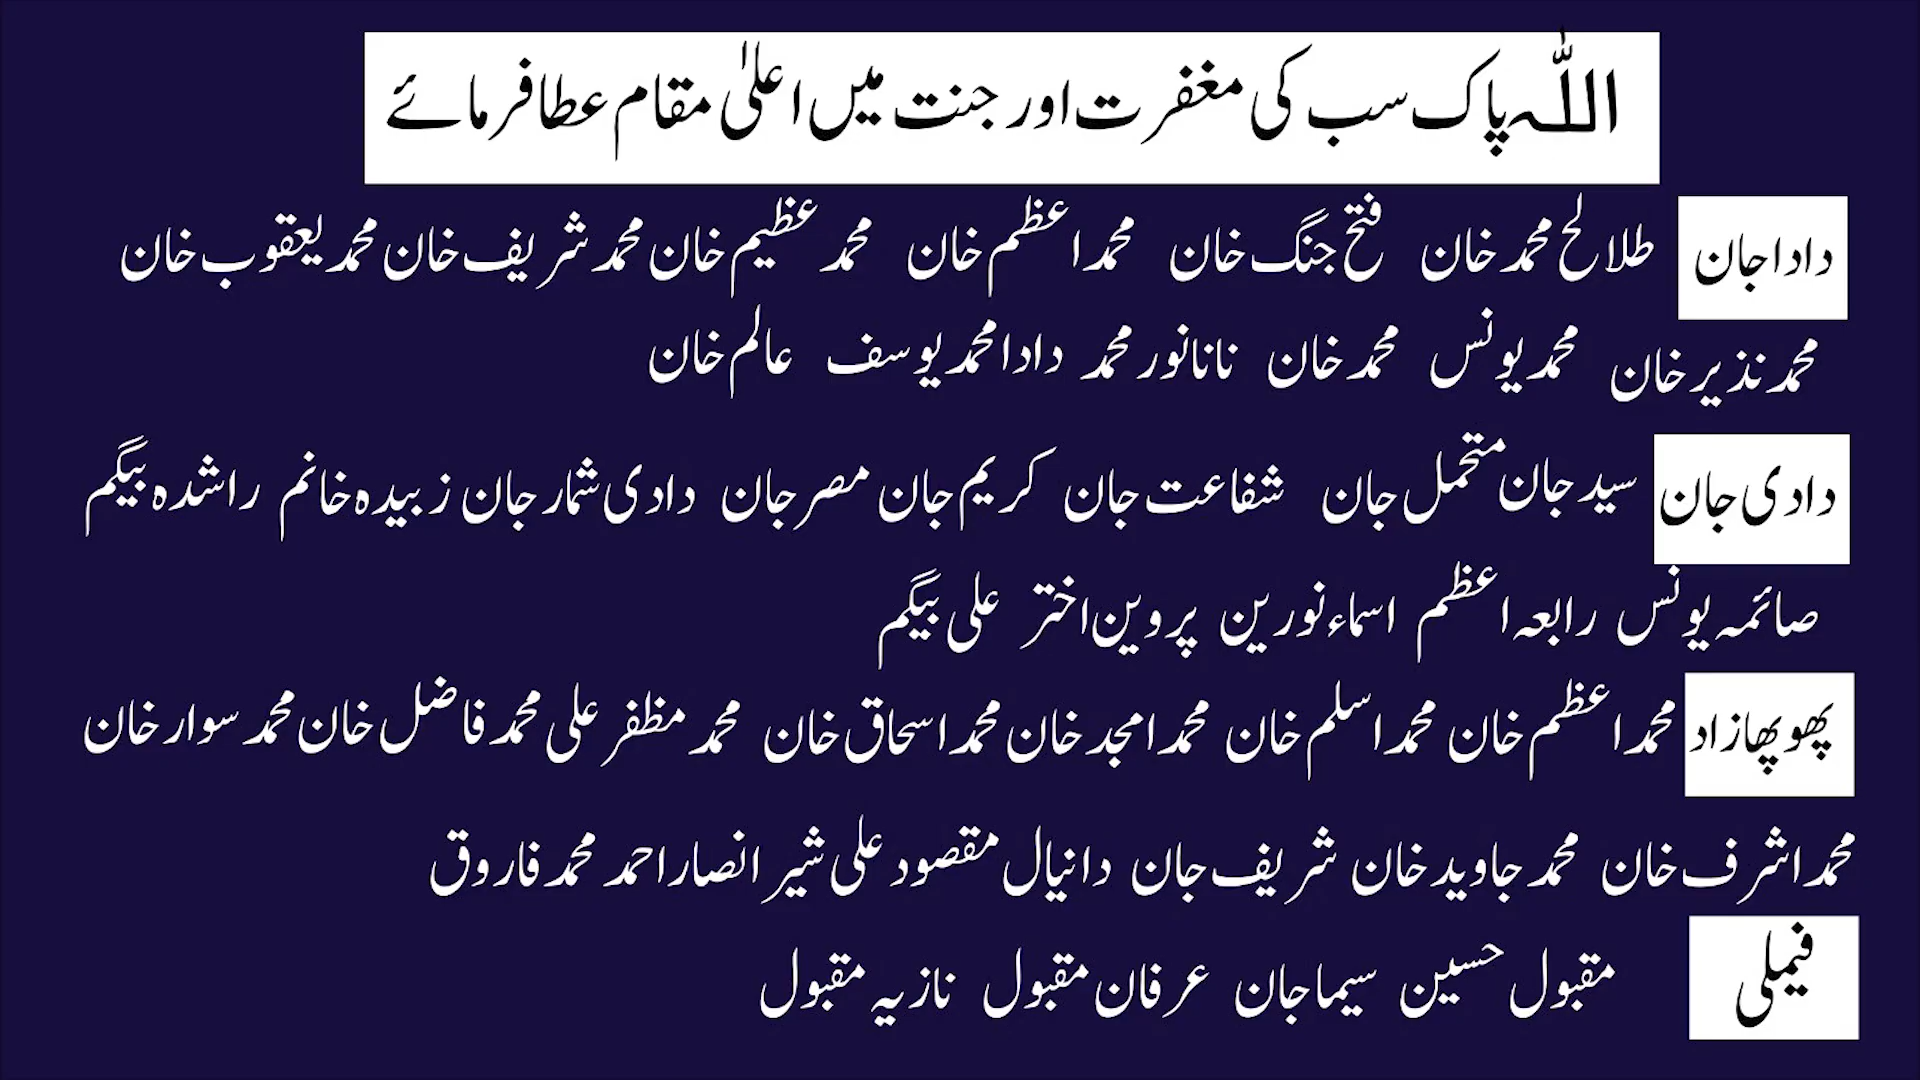 اللہ پاک سب کی مغفرت اور جنت میں اعلیٰ مقام عطا فرمائے
دادا جان طلالح محمد خان فتح جنگ خان محمد اعظم خان محمد عظیم خان محمد شریف خان محمد یعقوب خان
محمد نذیر خان محمد یونس محمد خان نانا نور محمد دادا محمد یوسف عالم خان
دادی جان سید جان متحمل جان شفاعت جان کریم جان مصر جان دادی شمار جان زبیدہ خانم راشدہ بیگم
صائمہ یونس رابعہ اعظم اسماء نورین پروین اختر علی بیگم
پھوپھا زاد محمد اعظم خان محمد اسلم خان محمد امجد خان محمد اسحاق خان محمد مظفر علی محمد فاضل خان محمد سوار خان
محمد اشرف خان محمد جاوید خان شریف جان دانیال مقصود علی شیر انصار احمد محمد فاروق
فیملی مقبول حسین سیما جان عرفان مقبول نازیہ مقبول